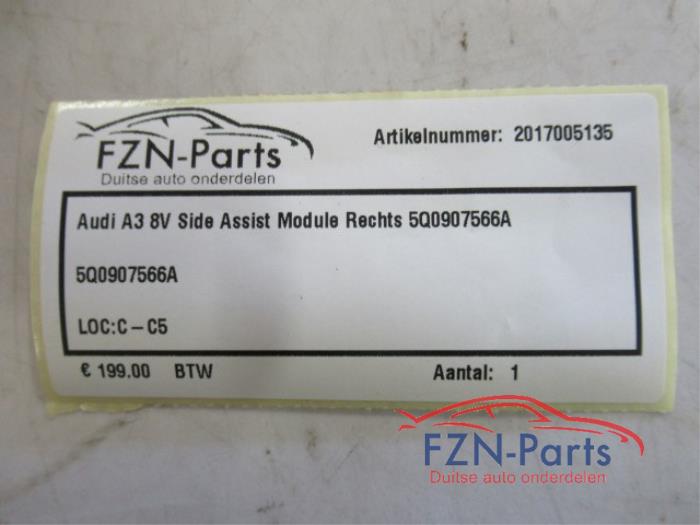 FZN-Parts
Duitse auto onderdelen
Artikelnummer: 2017005135
Audi A3 8V Side Assist Module Rechts 5Q0907566A
5Q0907566A
LOC:C-C5
€ 199.00 BTW Aantal: 1
FZN-Parts
Duitse auto onderdelen